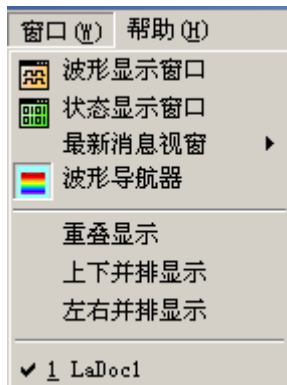 窗口(W) 帮助(H)
波形显示窗口
状态显示窗口
最新消息视窗
波形导航器
重叠显示
上下并排显示
左右并排显示
1 LaDoc1